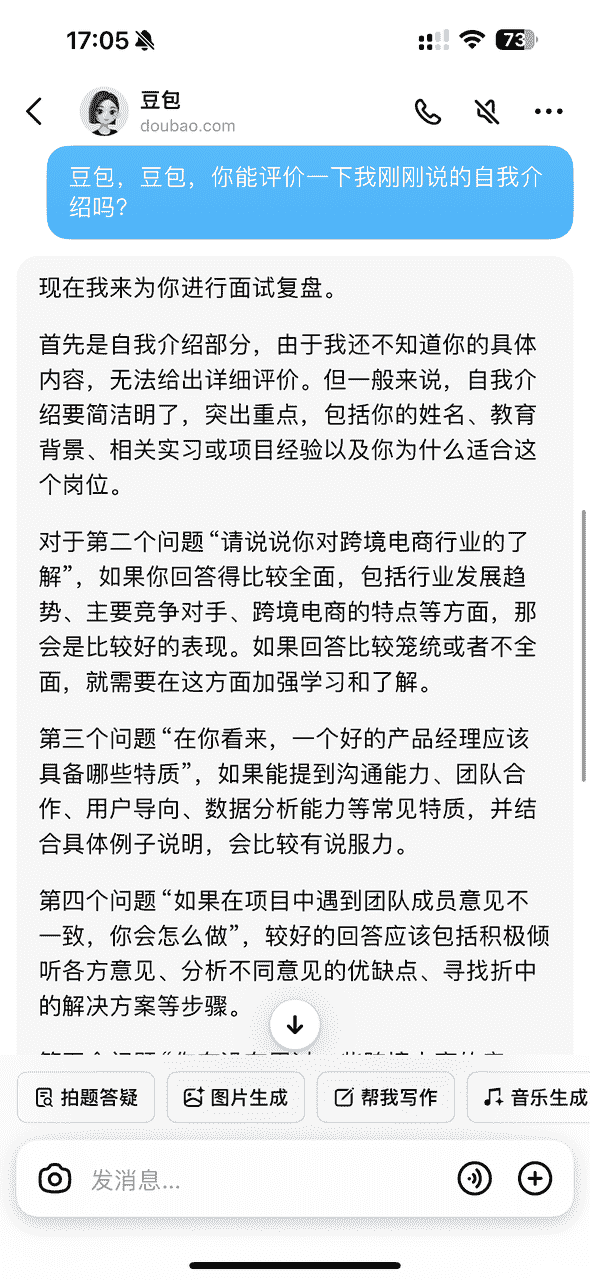 17:05
73
豆包
doubao.com
豆包，豆包，你能评价一下我刚刚说的自我介
绍吗？
现在我来为你进行面试复盘。
首先是自我介绍部分，由于我还不知道你的具体
内容，无法给出详细评价。但一般来说，自我介
绍要简洁明了，突出重点，包括你的姓名、教育
背景、相关实习或项目经验以及你为什么适合这
个岗位。
对于第二个问题“请说说你对跨境电商行业的了
解”，如果你回答得比较全面，包括行业发展趋
势、主要竞争对手、跨境电商的特点等方面，那
会是比较好的表现。如果回答比较笼统或者不全
面，就需要在这方面加强学习和了解。
第三个问题“在你看来，一个好的产品经理应该
具备哪些特质”，如果能提到沟通能力、团队合
作、用户导向、数据分析能力等常见特质，并结
合具体例子说明，会比较有说服力。
第四个问题“如果在项目中遇到团队成员意见不
一致，你会怎么做”，较好的回答应该包括积极倾
听各方意见、分析不同意见的优缺点、寻找折中
的解决方案等步骤。
拍题答疑
图片生成
帮我写作
音乐生成
发消息...